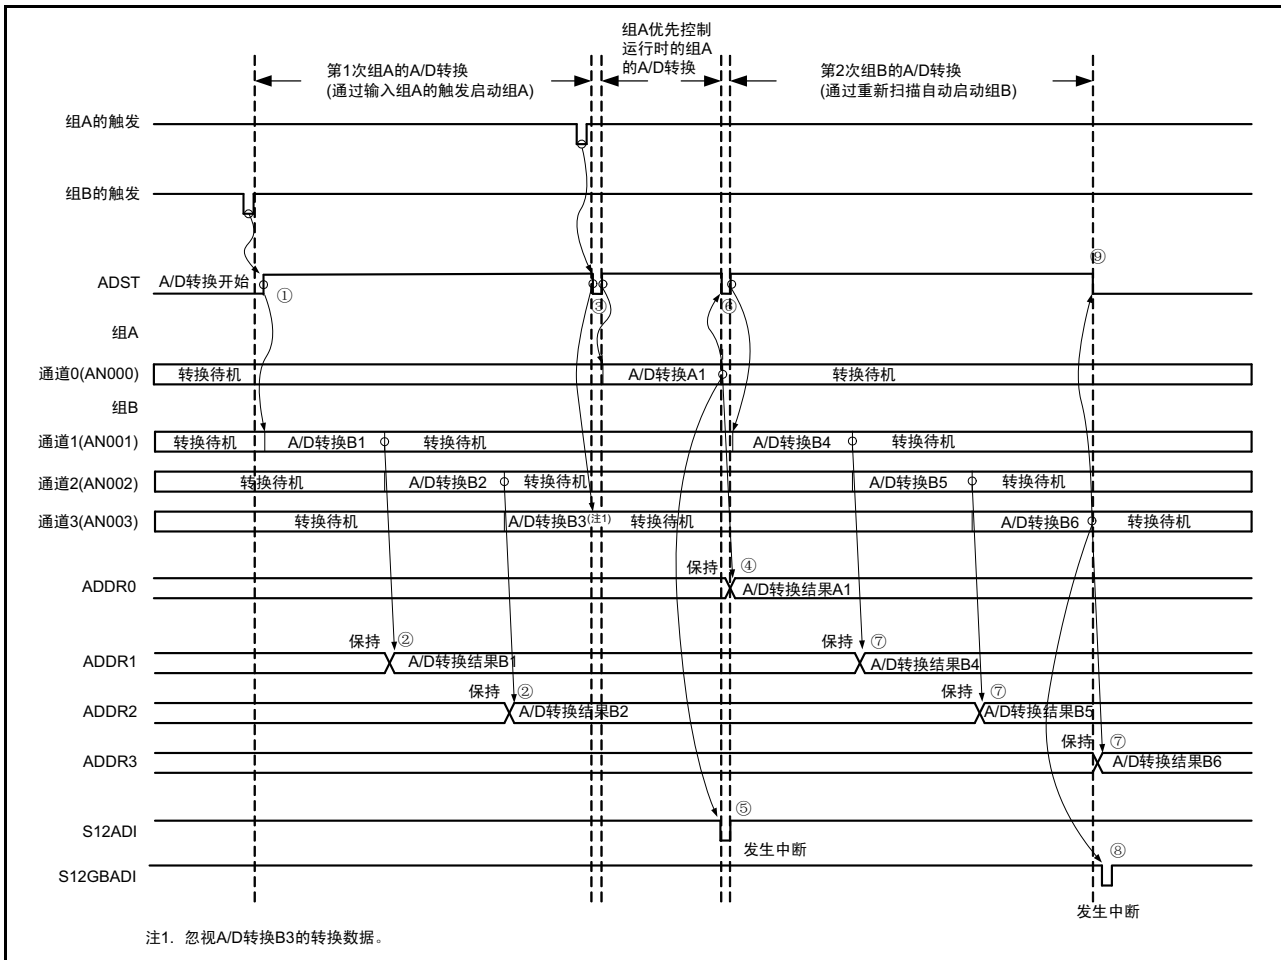 组A优先控制
运行时的组A
的A/D转换
第1次组A的A/D转换
(通过输入组A的触发启动组A)
第2次组B的A/D转换
(通过重新扫描自动启动组B)
组A的触发
组B的触发
ADST
A/D转换开始
①
③
⑥
⑨
组A
通道0(AN000)
转换待机
A/D转换A1
转换待机
组B
通道1(AN001)
转换待机
A/D转换B1
转换待机
A/D转换B4
转换待机
通道2(AN002)
转换待机
A/D转换B2
转换待机
A/D转换B5
转换待机
通道3(AN003)
转换待机
A/D转换B3(注1)
转换待机
A/D转换B6
转换待机
ADDR0
保持
④
A/D转换结果A1
ADDR1
保持
②
A/D转换结果B1
保持
⑦
A/D转换结果B4
ADDR2
保持
②
A/D转换结果B2
保持
⑦
A/D转换结果B5
ADDR3
保持
⑦
A/D转换结果B6
S12ADI
⑤
发生中断
S12GBADI
⑧
发生中断
注1. 忽视A/D转换B3的转换数据。